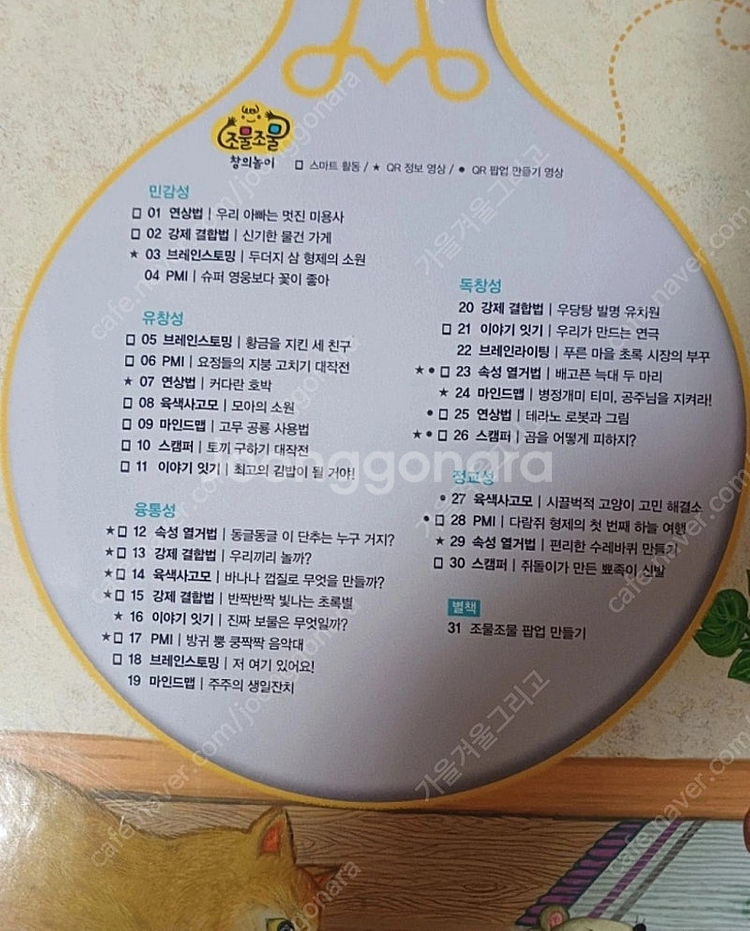 조물조물
창의놀이
□ 스마트 활동 / ★ QR 정보 영상 / ● QR 팝업 만들기 영상
민감성
□ 01 연상법 | 우리 아빠는 멋진 미용사
□ 02 강제 결합법 | 신기한 물건 가게
★ 03 브레인스토밍 | 두더지 삼 형제의 소원
04 PMI | 슈퍼 영웅보다 꽃이 좋아
유창성
□ 05 브레인스토밍 | 황금을 지킨 세 친구
□ 06 PMI | 요정들의 지붕 고치기 대작전
★ 07 연상법 | 커다란 호박
□ 08 육색사고모 | 모아의 소원
□ 09 마인드맵 | 고무 공룡 사용법
□ 10 스캠퍼 | 토끼 구하기 대작전
□ 11 이야기 잇기 | 최고의 김밥이 될 거야!
융통성
★□ 12 속성 열거법 | 동글동글 이 단추는 누구 거지?
★□ 13 강제 결합법 | 우리끼리 놀까?
★□ 14 육색사고모 | 바나나 껍질로 무엇을 만들까?
★□ 15 강제 결합법 | 반짝반짝 빛나는 초록별
★ 16 이야기 잇기 | 진짜 보물은 무엇일까?
★□ 17 PMI | 방귀 뿡 쿵짝짝 음악대
□ 18 브레인스토밍 | 저 여기 있어요!
19 마인드맵 | 주주의 생일잔치
독창성
20 강제 결합법 | 우당탕 발명 유치원
□ 21 이야기 잇기 | 우리가 만드는 연극
22 브레인라이팅 | 푸른 마을 초록 시장의 부꾸
★●□ 23 속성 열거법 | 배고픈 늑대 두 마리
★ 24 마인드맵 | 병정개미 티미, 공주님을 지켜라!
●□ 25 연상법 | 테라노 로봇과 그림
★●□ 26 스캠퍼 | 곰을 어떻게 피하지?
정교성
● 27 육색사고모 | 시끌벅적 고양이 고민 해결소
●□ 28 PMI | 다람쥐 형제의 첫 번째 하늘 여행
★ 29 속성 열거법 | 편리한 수레바퀴 만들기
□ 30 스캠퍼 | 쥐돌이가 만든 뾰족이 신발
별책
31 조물조물 팝업 만들기
joonggonara
cafe.naver.com/joonggonara
가을겨울그리고